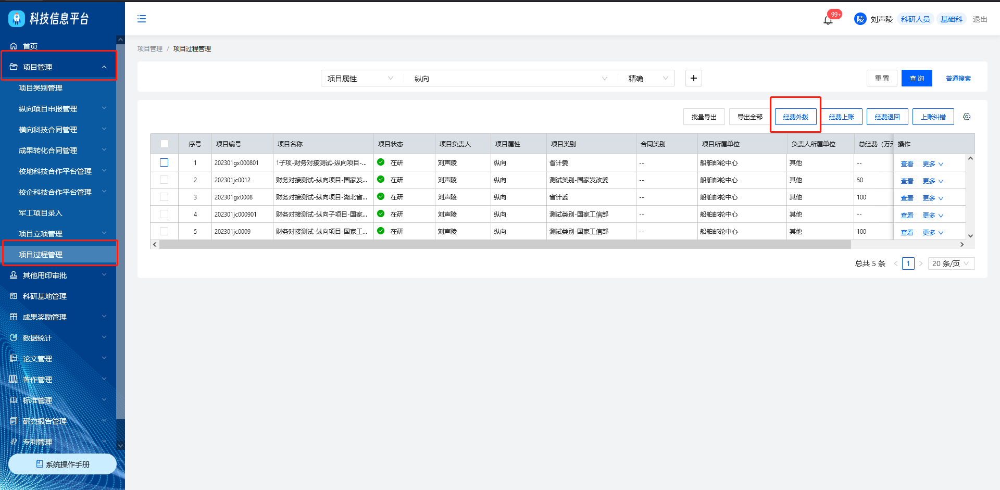 科技信息平台
99+
陵 刘声陵 科研人员 基础科 退出
首页
项目管理
项目类别管理
纵向项目申报管理
横向科技合同管理
成果转化合同管理
校地科技合作平台管理
校企科技合作平台管理
军工项目录入
项目立项管理
项目过程管理
其他用印审批
科研基地管理
成果奖励管理
数据统计
论文管理
著作管理
标准管理
研究报告管理
专利管理
系统操作手册
项目管理 / 项目过程管理
项目属性 纵向 精确 + 重置 查询 普通搜索
批量导出 导出全部 经费外拨 经费上账 经费退回 上账纠错
序号 项目编号 项目名称 项目状态 项目负责人 项目属性 项目类别 合同类别 项目所属单位 负责人所属单位 总经费（万元 操作
1 202301gx000801 1子项-财务对接测试-纵向项目-... 在研 刘声陵 纵向 省计委 -- 船舶邮轮中心 其他 -- 查看 更多
2 202301jc0012 财务对接测试-纵向项目-国家发... 在研 刘声陵 纵向 测试类别-国家发改委 -- 船舶邮轮中心 其他 50 查看 更多
3 202301gx0008 财务对接测试-纵向项目-湖北省... 在研 刘声陵 纵向 省计委 -- 船舶邮轮中心 其他 100 查看 更多
4 202301jc000901 财务对接测试-纵向子项目-国家... 在研 刘声陵 纵向 测试类别-国家工信部 -- 船舶邮轮中心 其他 -- 查看 更多
5 202301jc0009 财务对接测试-纵向项目-国家工... 在研 刘声陵 纵向 测试类别-国家工信部 -- 船舶邮轮中心 其他 100 查看 更多
总共 5 条 < 1 > 20 条/页